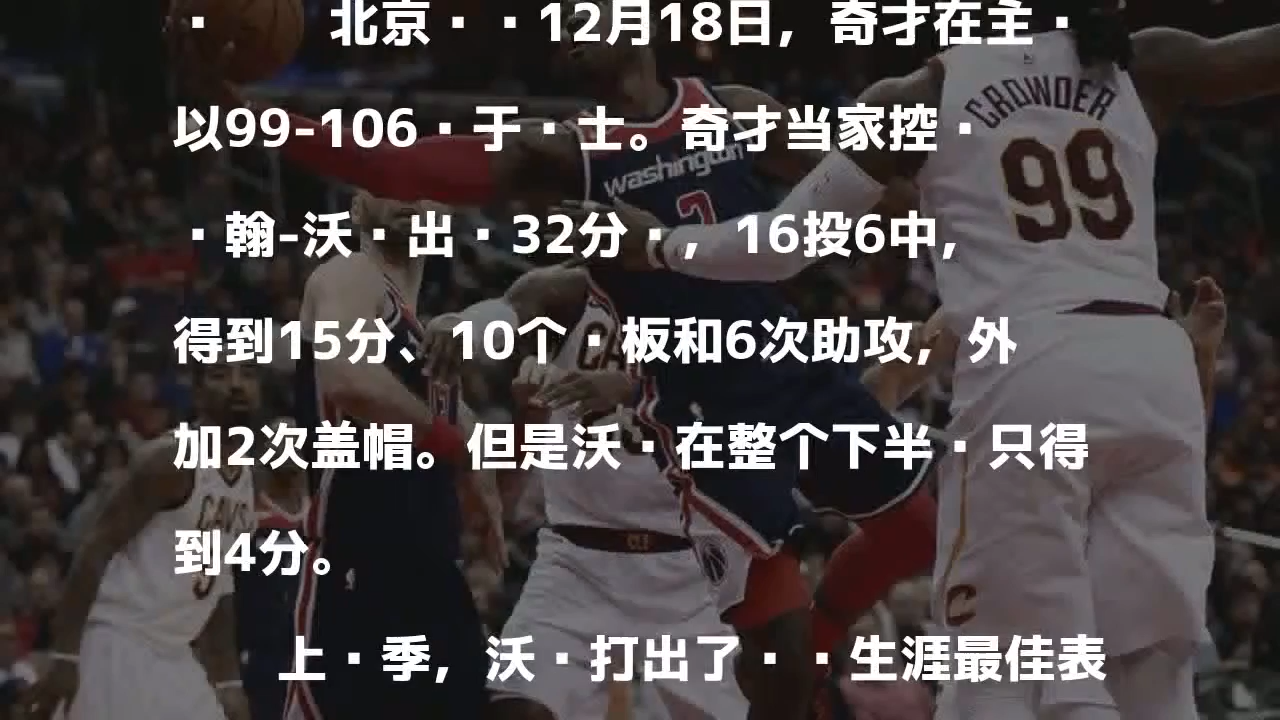 ▪ 北京▪▪12月18日，奇才在主▪
以99-106▪于▪士。奇才当家控▪
▪翰-沃▪出▪32分▪，16投6中，
得到15分、10个▪板和6次助攻，外
加2次盖帽。但是沃▪在整个下半▪只得
到4分。
上▪季，沃▪打出了▪▪生涯最佳表
CROWDER
99
washington
2
CA
CAVS